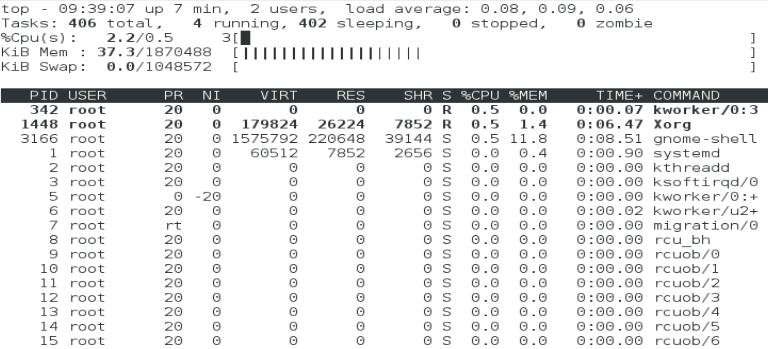 top - 09:39:07 up 7 min,  2 users,  load average: 0.08, 0.09, 0.06
Tasks: 406 total,   4 running, 402 sleeping,   0 stopped,   0 zombie
%Cpu(s):   2.2/0.5     3[█                                                   ]
KiB Mem : 37.3/1870488  [||||||||||||||||||||                                ]
KiB Swap:  0.0/1048572  [                                                    ]
PID USER PR NI VIRT RES SHR S %CPU %MEM TIME+ COMMAND
342 root 20 0 0 0 0 R 0.5 0.0 0:00.07 kworker/0:3
1448 root 20 0 179824 26224 7852 R 0.5 1.4 0:06.47 Xorg
3166 root 20 0 1575792 220648 39144 S 0.5 11.8 0:08.51 gnome-shell
1 root 20 0 60512 7852 2656 S 0.0 0.4 0:00.90 systemd
2 root 20 0 0 0 0 S 0.0 0.0 0:00.00 kthreadd
3 root 20 0 0 0 0 S 0.0 0.0 0:00.00 ksoftirqd/0
5 root 0 -20 0 0 0 S 0.0 0.0 0:00.00 kworker/0:+
6 root 20 0 0 0 0 S 0.0 0.0 0:00.02 kworker/u2+
7 root rt 0 0 0 0 S 0.0 0.0 0:00.00 migration/0
8 root 20 0 0 0 0 S 0.0 0.0 0:00.00 rcu_bh
9 root 20 0 0 0 0 S 0.0 0.0 0:00.00 rcuob/0
10 root 20 0 0 0 0 S 0.0 0.0 0:00.00 rcuob/1
11 root 20 0 0 0 0 S 0.0 0.0 0:00.00 rcuob/2
12 root 20 0 0 0 0 S 0.0 0.0 0:00.00 rcuob/3
13 root 20 0 0 0 0 S 0.0 0.0 0:00.00 rcuob/4
14 root 20 0 0 0 0 S 0.0 0.0 0:00.00 rcuob/5
15 root 20 0 0 0 0 S 0.0 0.0 0:00.00 rcuob/6